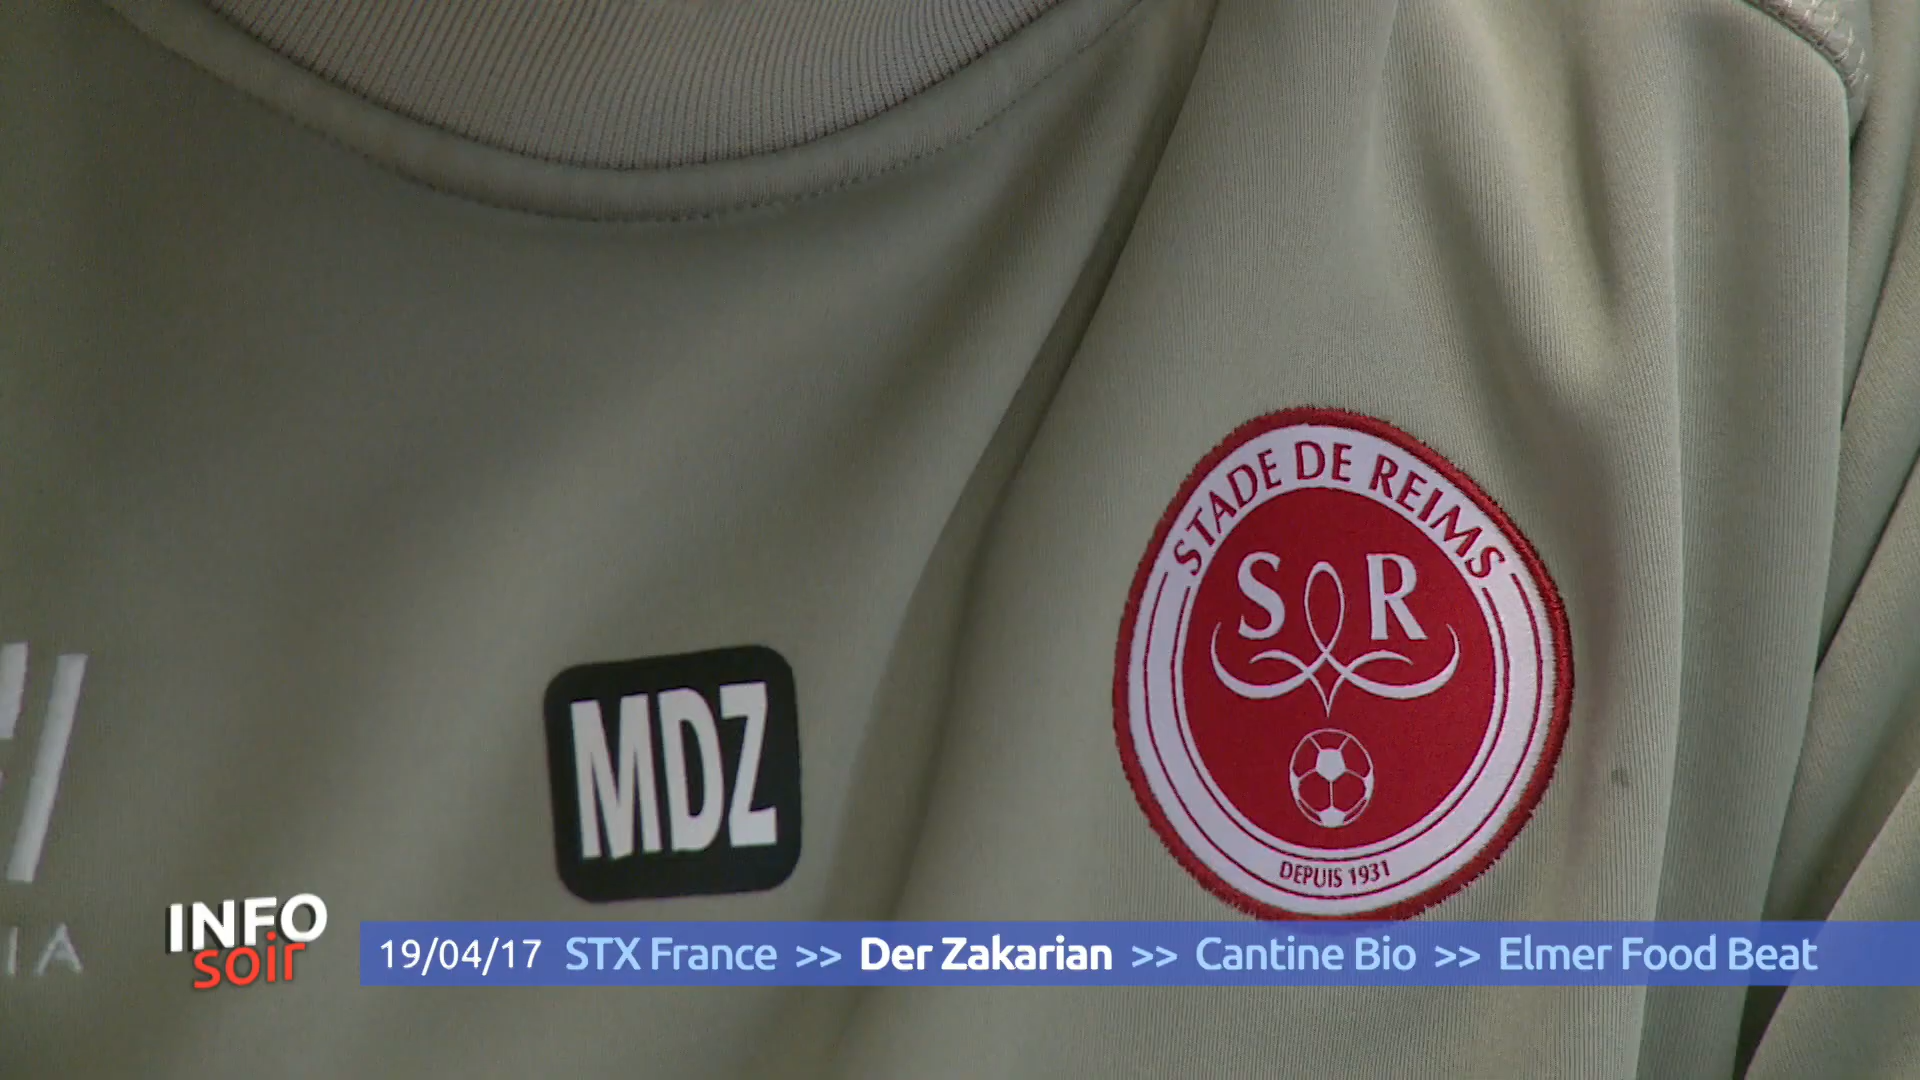 STADE DE REIMS
S R
MDZ
DEPUIS 1931
INFO
soir
19/04/17 STX France >> Der Zakarian >> Cantine Bio >> Elmer Food Beat